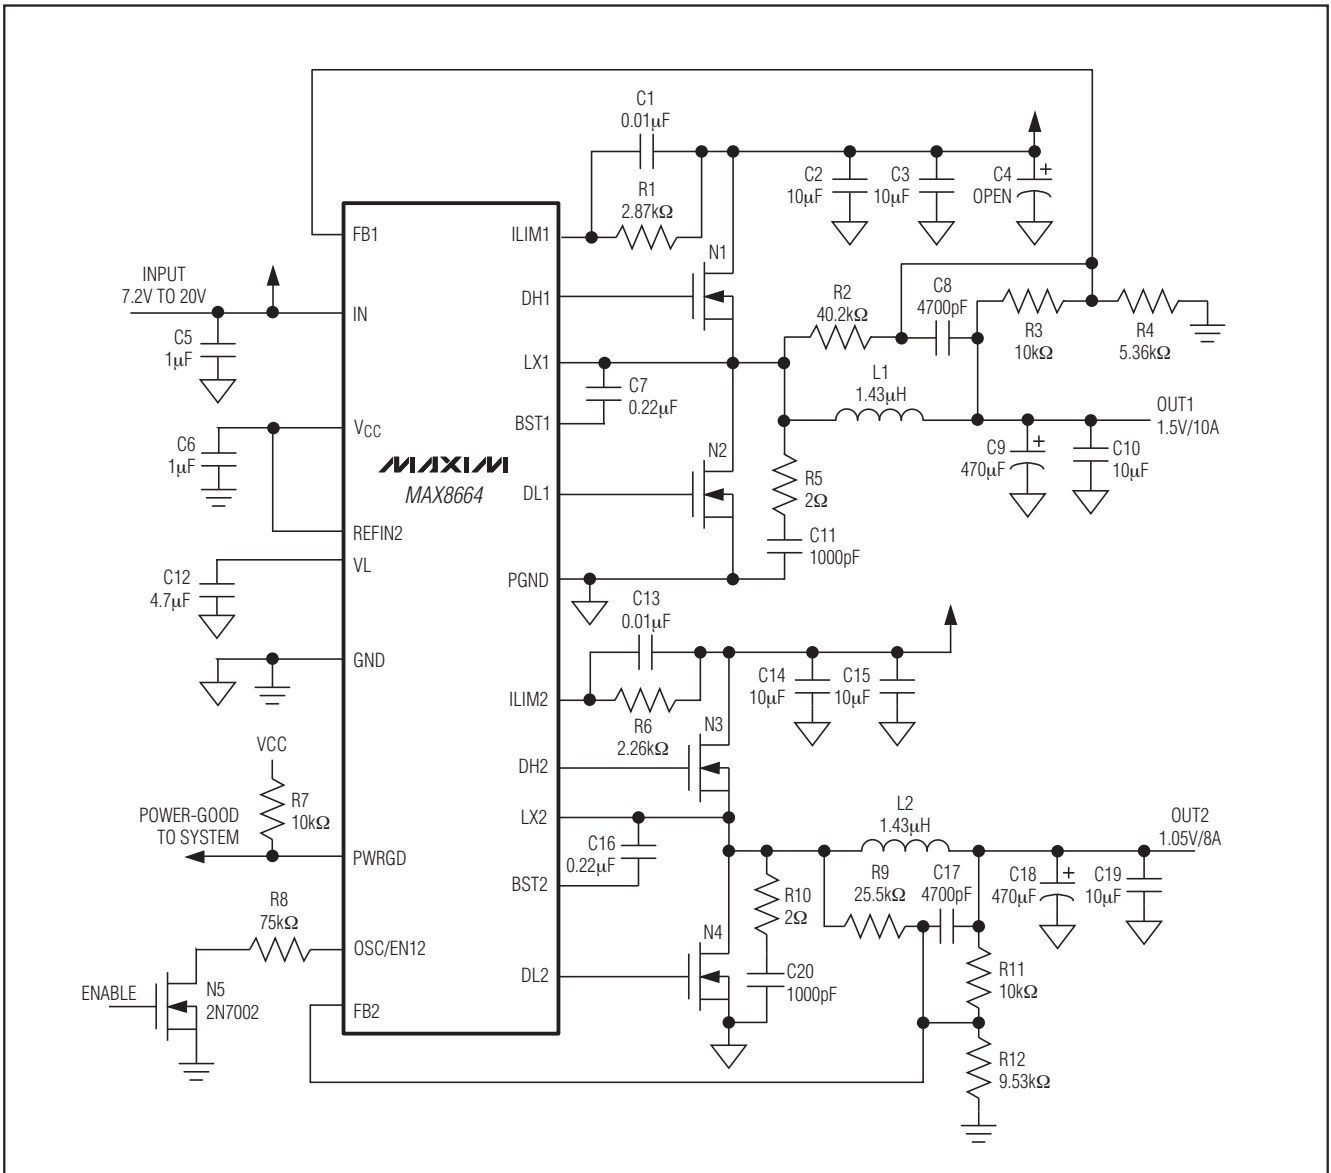 C1
0.01µF
R1
2.87kΩ
C2
10µF
C3
10µF
C4
OPEN
+
FB1
ILIM1
INPUT
7.2V TO 20V
IN
C5
1µF
DH1
N1
R2
40.2kΩ
C8
4700pF
R3
10kΩ
R4
5.36kΩ
LX1
C7
0.22µF
BST1
L1
1.43µH
OUT1
1.5V/10A
C6
1µF
VCC
MAXIM
MAX8664
N2
DL1
R5
2Ω
C9
470µF
+
C10
10µF
C11
1000pF
REFIN2
VL
C12
4.7µF
PGND
C13
0.01µF
GND
ILIM2
R6
2.26kΩ
C14
10µF
C15
10µF
N3
VCC
R7
10kΩ
DH2
POWER-GOOD
TO SYSTEM
PWRGD
LX2
C16
0.22µF
BST2
L2
1.43µH
OUT2
1.05V/8A
R9
25.5kΩ
C17
4700pF
C18
470µF
+
C19
10µF
R10
2Ω
R8
75kΩ
OSC/EN12
N4
DL2
C20
1000pF
R11
10kΩ
ENABLE
N5
2N7002
FB2
R12
9.53kΩ